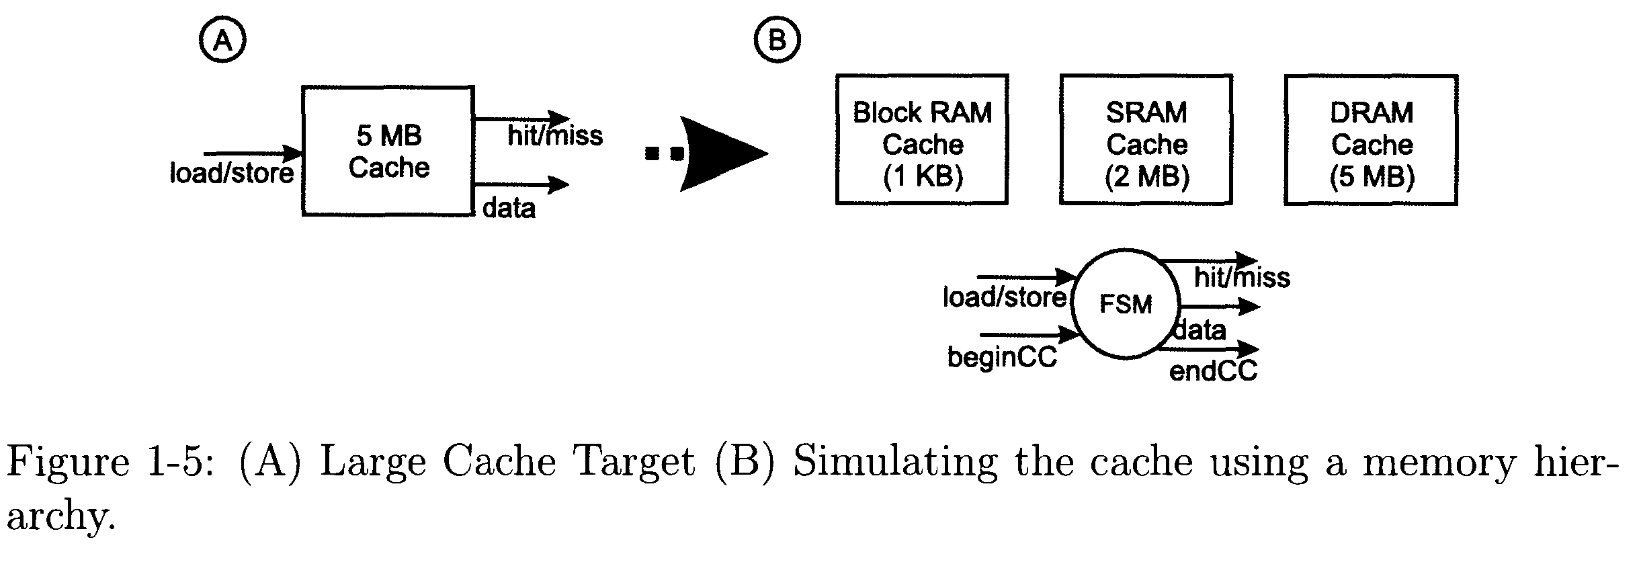 A
B
5 MB
Cache
load/store
hit/miss
data
Block RAM
Cache
(1 KB)
SRAM
Cache
(2 MB)
DRAM
Cache
(5 MB)
load/store
beginCC
FSM
hit/miss
data
endCC
Figure 1-5: (A) Large Cache Target (B) Simulating the cache using a memory hier-
archy.